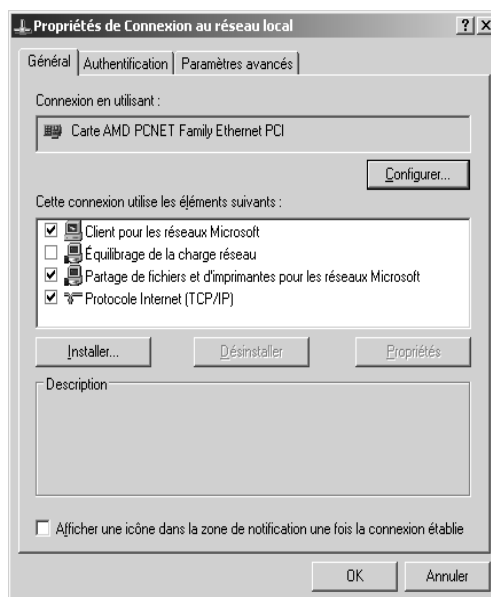 Propriétés de Connexion au réseau local
Général Authentification Paramètres avancés
Connexion en utilisant :
Carte AMD PCNET Family Ethernet PCI
Configurer...
Cette connexion utilise les éléments suivants :
Client pour les réseaux Microsoft
Équilibrage de la charge réseau
Partage de fichiers et d'imprimantes pour les réseaux Microsoft
Protocole Internet (TCP/IP)
Installer... Désinstaller Propriétés
Description
Afficher une icône dans la zone de notification une fois la connexion établie
OK Annuler